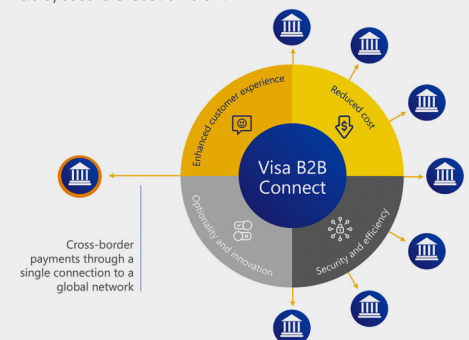 Enhanced customer experience
Reduced cost
Visa B2B
Connect
Optionality and innovation
Security and efficiency
Cross-border
payments through a
single connection to a
global network